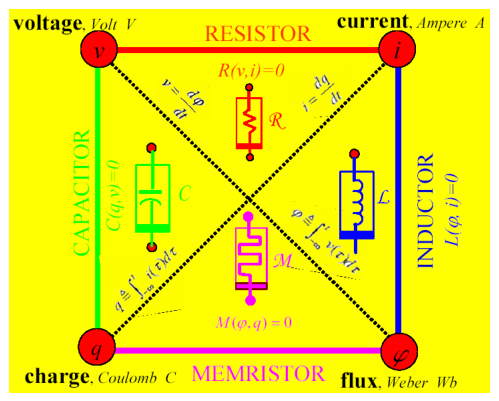 voltage, Volt V
current, Ampere A
RESISTOR
v
i
R(v,i)=0
v = dφ/dt
i = dq/dt
R
CAPACITOR
C(q,v)=0
C
L
INDUCTOR
L(φ, i)=0
M
q ≜ ∫_{-∞}^{t} i(τ)dτ
φ ≜ ∫_{-∞}^{t} v(τ)dτ
M(φ,q) = 0
q
φ
charge, Coulomb C
MEMRISTOR
flux, Weber Wb